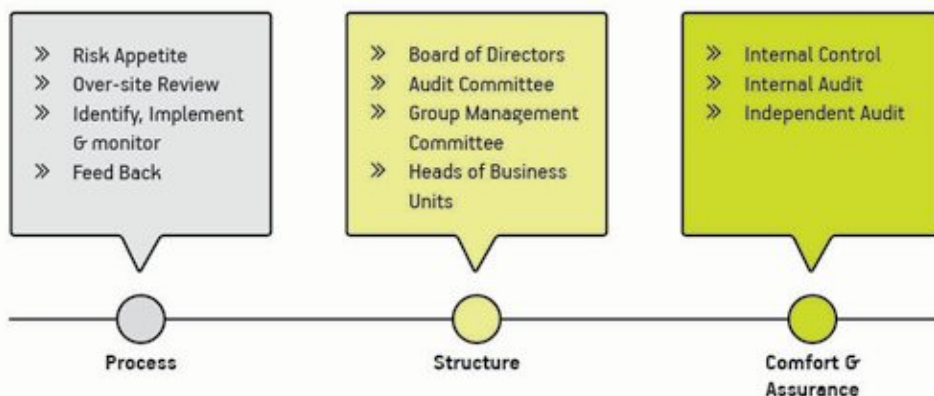 Risk Appetite
Over-site Review
Identify, Implement
& monitor
Feed Back
Board of Directors
Audit Committee
Group Management
Committee
Heads of Business
Units
Internal Control
Internal Audit
Independent Audit
Process
Structure
Comfort &
Assurance